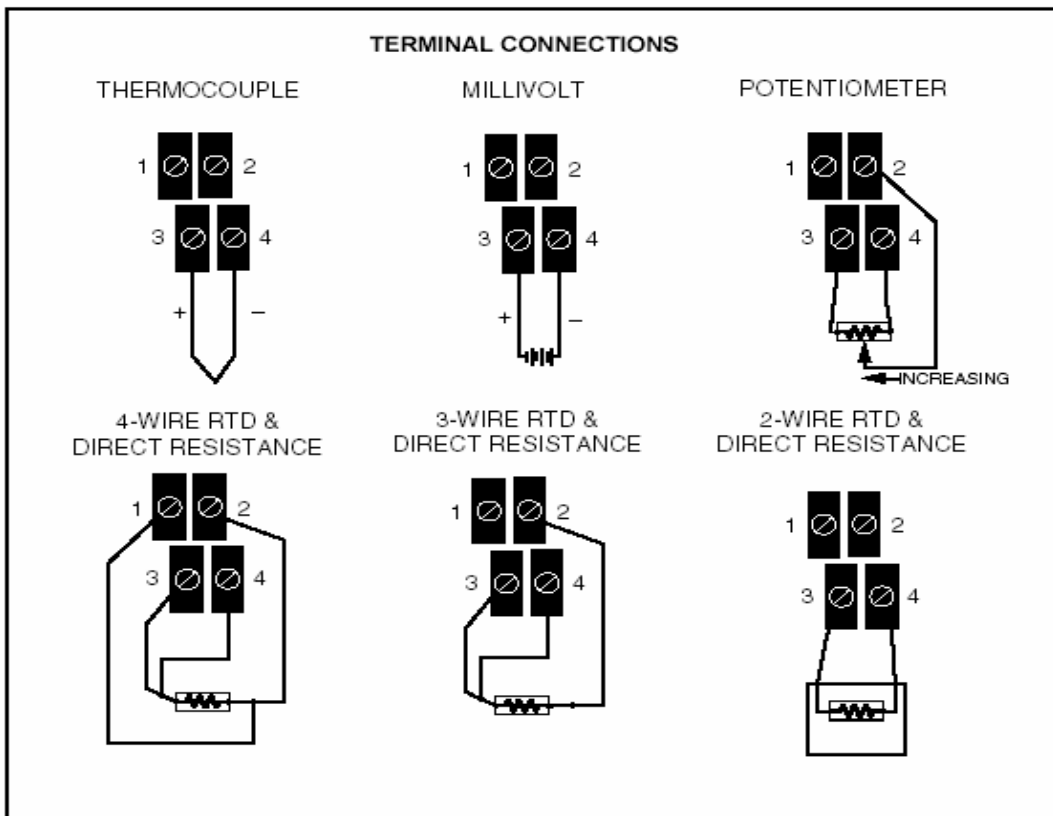 TERMINAL CONNECTIONS
THERMOCOUPLE
MILLIVOLT
POTENTIOMETER
1 2
3 4
+ –
1 2
3 4
+ –
1 2
3 4
INCREASING
4-WIRE RTD &
DIRECT RESISTANCE
3-WIRE RTD &
DIRECT RESISTANCE
2-WIRE RTD &
DIRECT RESISTANCE
1 2
3 4
1 2
3 4
1 2
3 4